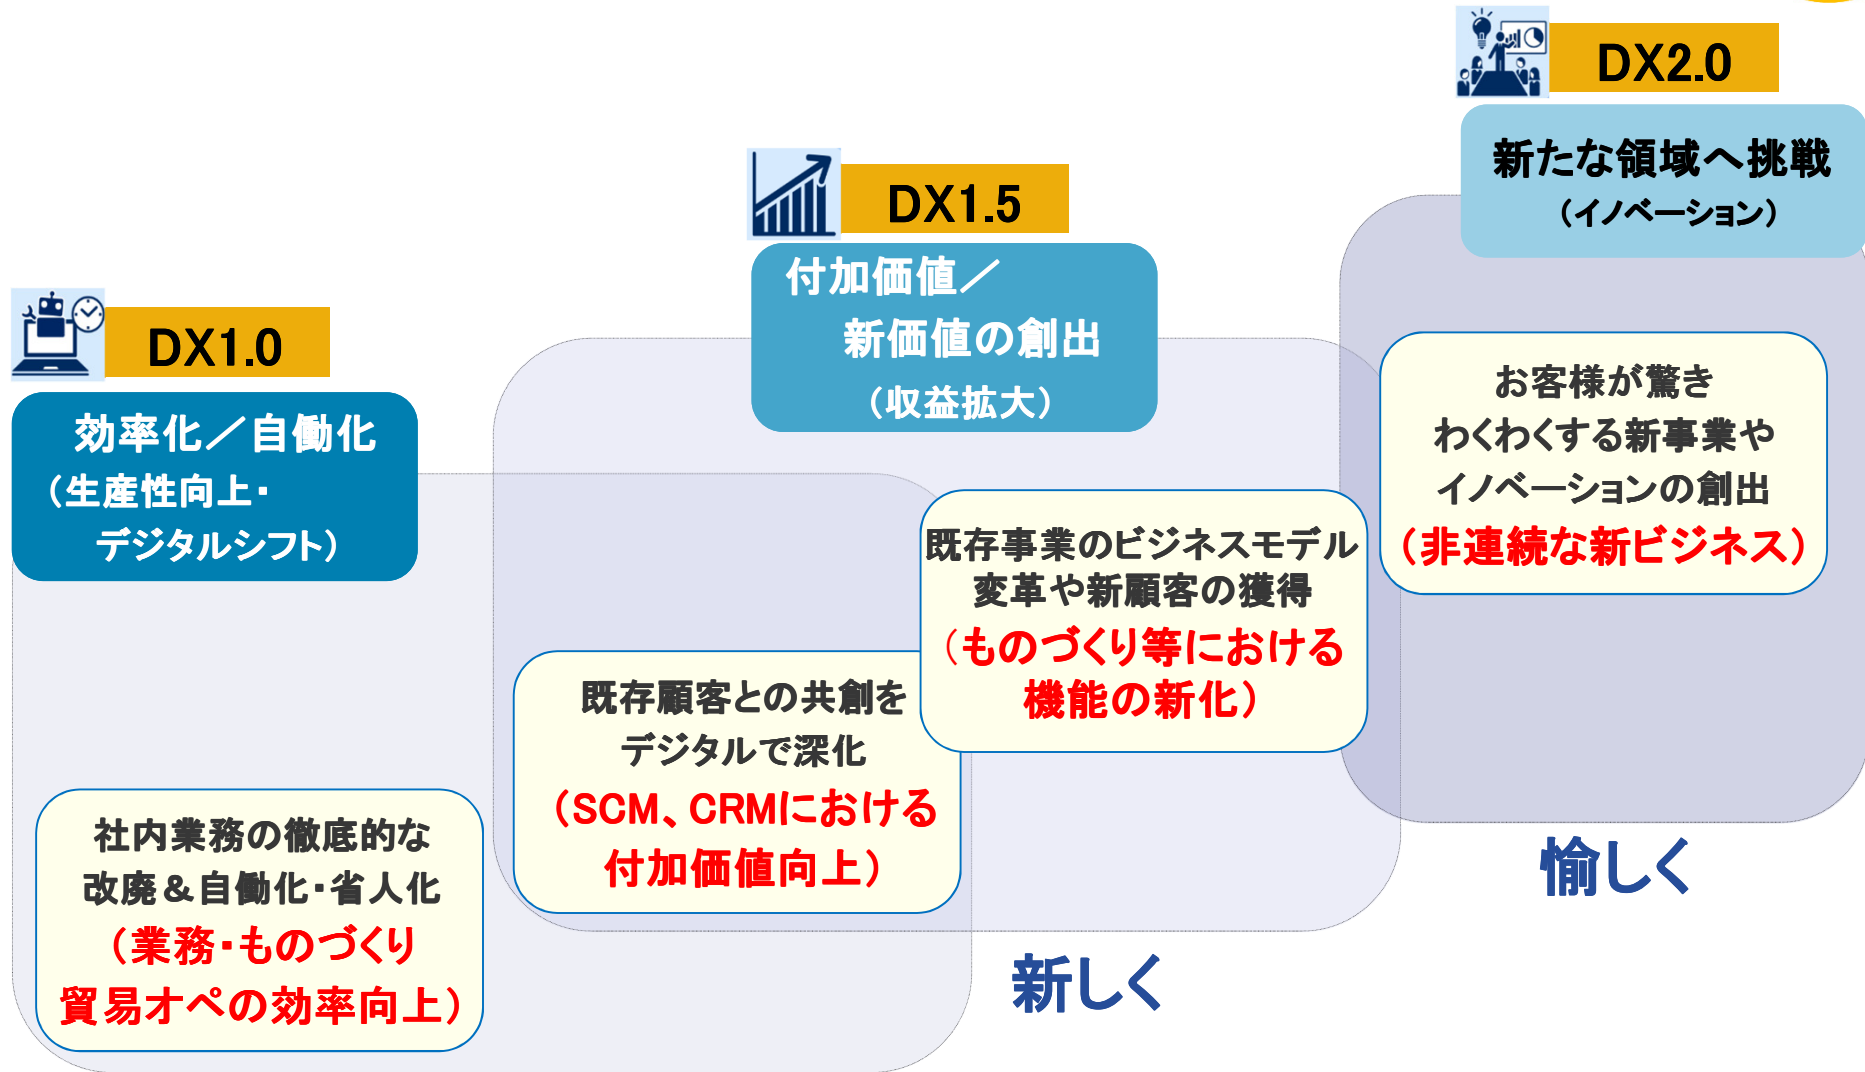 DX1.0
効率化／自働化
（生産性向上・
デジタルシフト）
社内業務の徹底的な
改廃＆自働化・省人化
（業務・ものづくり
貿易オペの効率向上）
DX1.5
付加価値／
新価値の創出
（収益拡大）
既存顧客との共創を
デジタルで深化
（SCM、CRMにおける
付加価値向上）
既存事業のビジネスモデル
変革や新顧客の獲得
（ものづくり等における
機能の新化）
新しく
DX2.0
新たな領域へ挑戦
（イノベーション）
お客様が驚き
わくわくする新事業や
イノベーションの創出
（非連続な新ビジネス）
愉しく